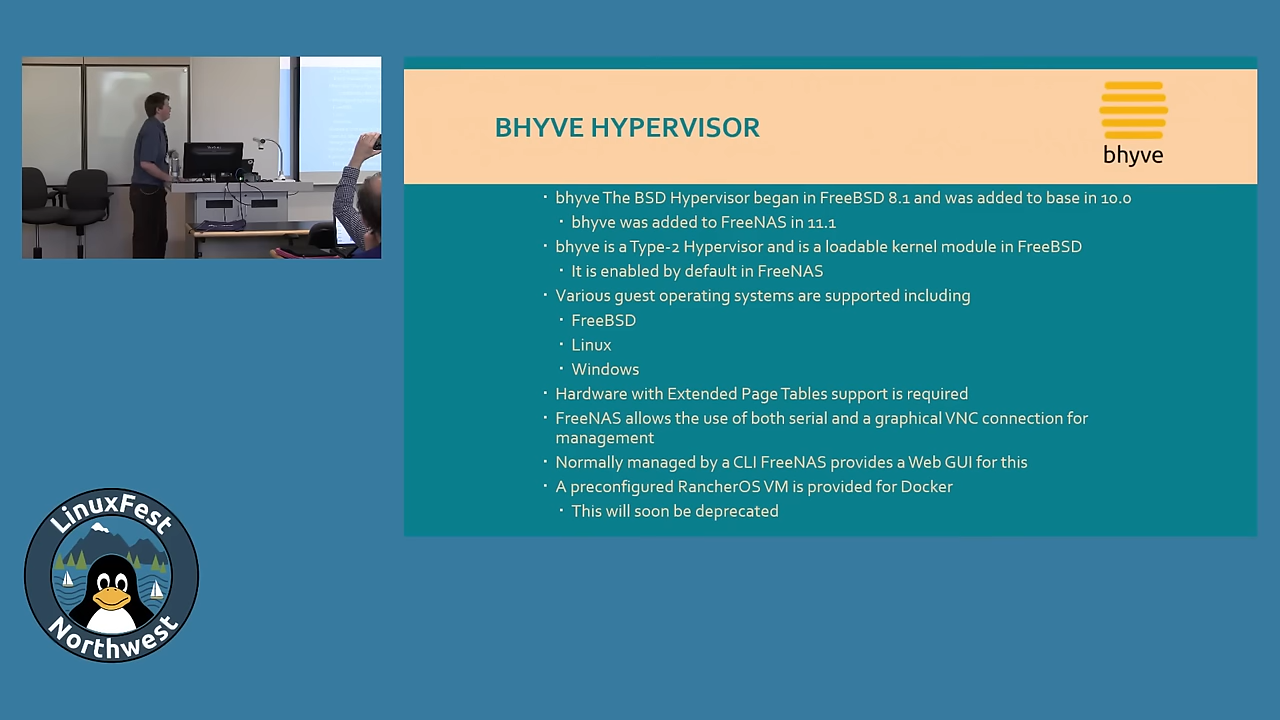 BHYVE HYPERVISOR
bhyve
bhyve The BSD Hypervisor began in FreeBSD 8.1 and was added to base in 10.0
bhyve was added to FreeNAS in 11.1
bhyve is a Type-2 Hypervisor and is a loadable kernel module in FreeBSD
It is enabled by default in FreeNAS
Various guest operating systems are supported including
FreeBSD
Linux
Windows
Hardware with Extended Page Tables support is required
FreeNAS allows the use of both serial and a graphical VNC connection for
management
Normally managed by a CLI FreeNAS provides a Web GUI for this
A preconfigured RancherOS VM is provided for Docker
This will soon be deprecated
LinuxFest
Northwest